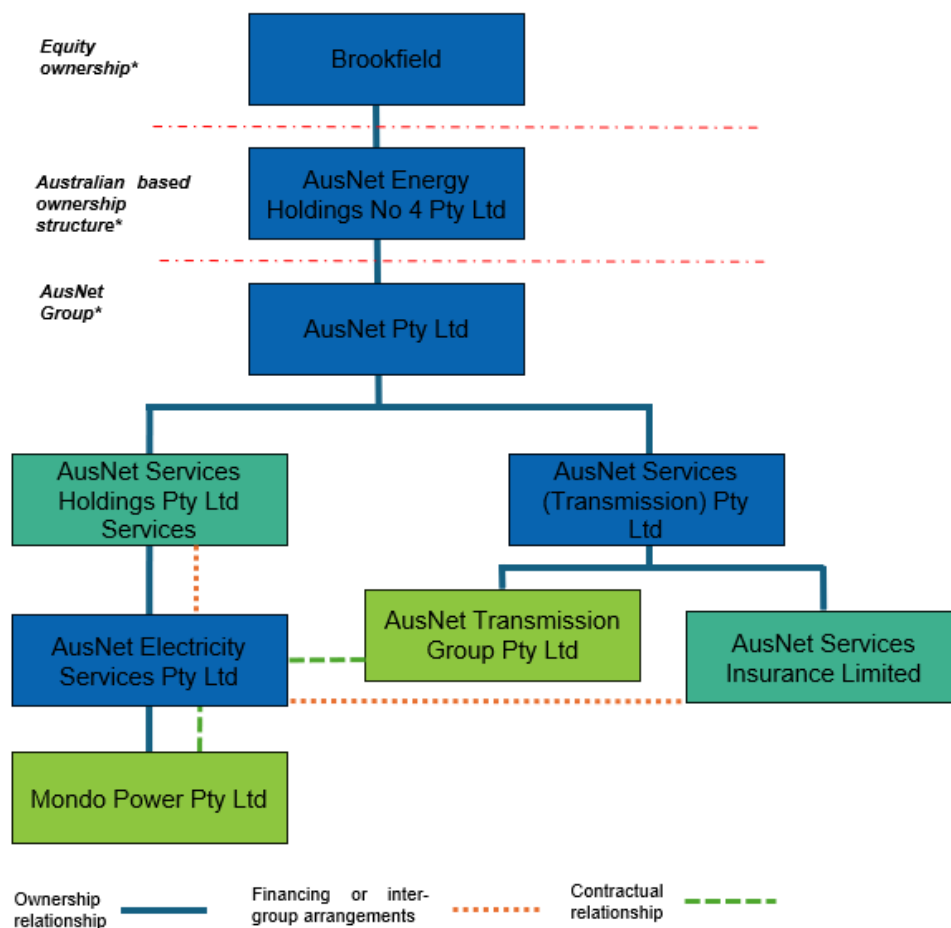 Equity
ownership*
Brookfield
Australian based
ownership
structure*
AusNet Energy
Holdings No 4 Pty Ltd
AusNet
Group*
AusNet Pty Ltd
AusNet Services
Holdings Pty Ltd
Services
AusNet Services
(Transmission) Pty
Ltd
AusNet Electricity
Services Pty Ltd
AusNet Transmission
Group Pty Ltd
AusNet Services
Insurance Limited
Mondo Power Pty Ltd
Ownership
relationship
Financing or inter-
group arrangements
Contractual
relationship